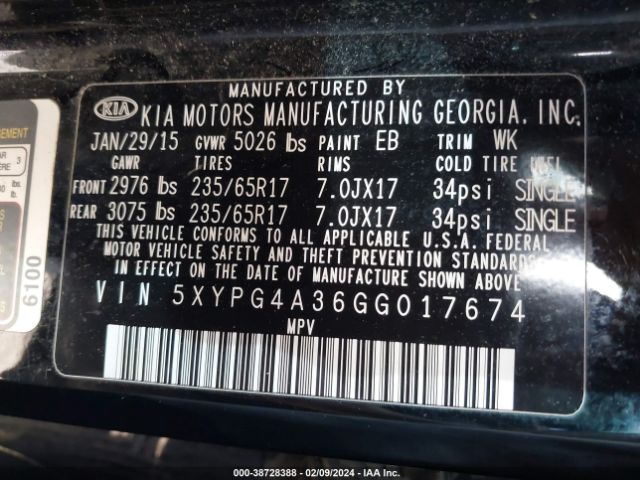 MANUFACTURED BY
KIA KIA MOTORS MANUFACTURING GEORGIA, INC.
JAN/29/15 GVWR 5026 lbs PAINT EB TRIM WK
GAWR TIRES RIMS COLD TIRE INFL
FRONT 2976 lbs 235/65R17 7.0JX17 34psi SINGLE
REAR 3075 lbs 235/65R17 7.0JX17 34psi SINGLE
THIS VEHICLE CONFORMS TO ALL APPLICABLE U.S.A. FEDERAL
MOTOR VEHICLE SAFETY AND THEFT PREVENTION STANDARDS
IN EFFECT ON THE DATE OF MANUFACTURE SHOWN ABOVE.
VIN 5XYPG4A36GG017674
MPV
6100
000-38728388 - 02/09/2024 - IAA Inc.